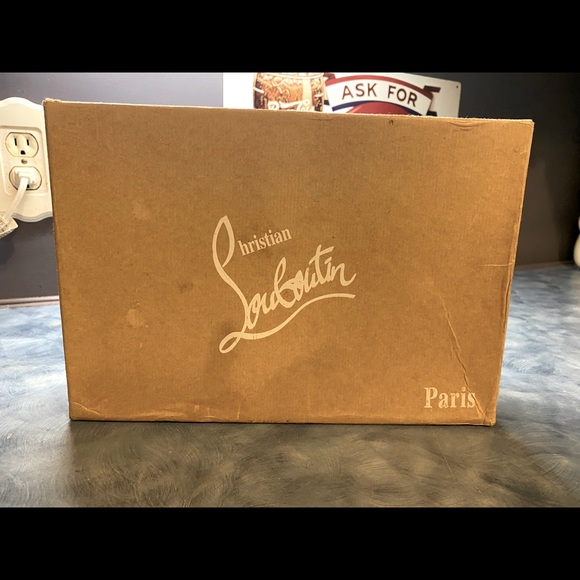 ASK FOR
Christian
Louboutin
Paris